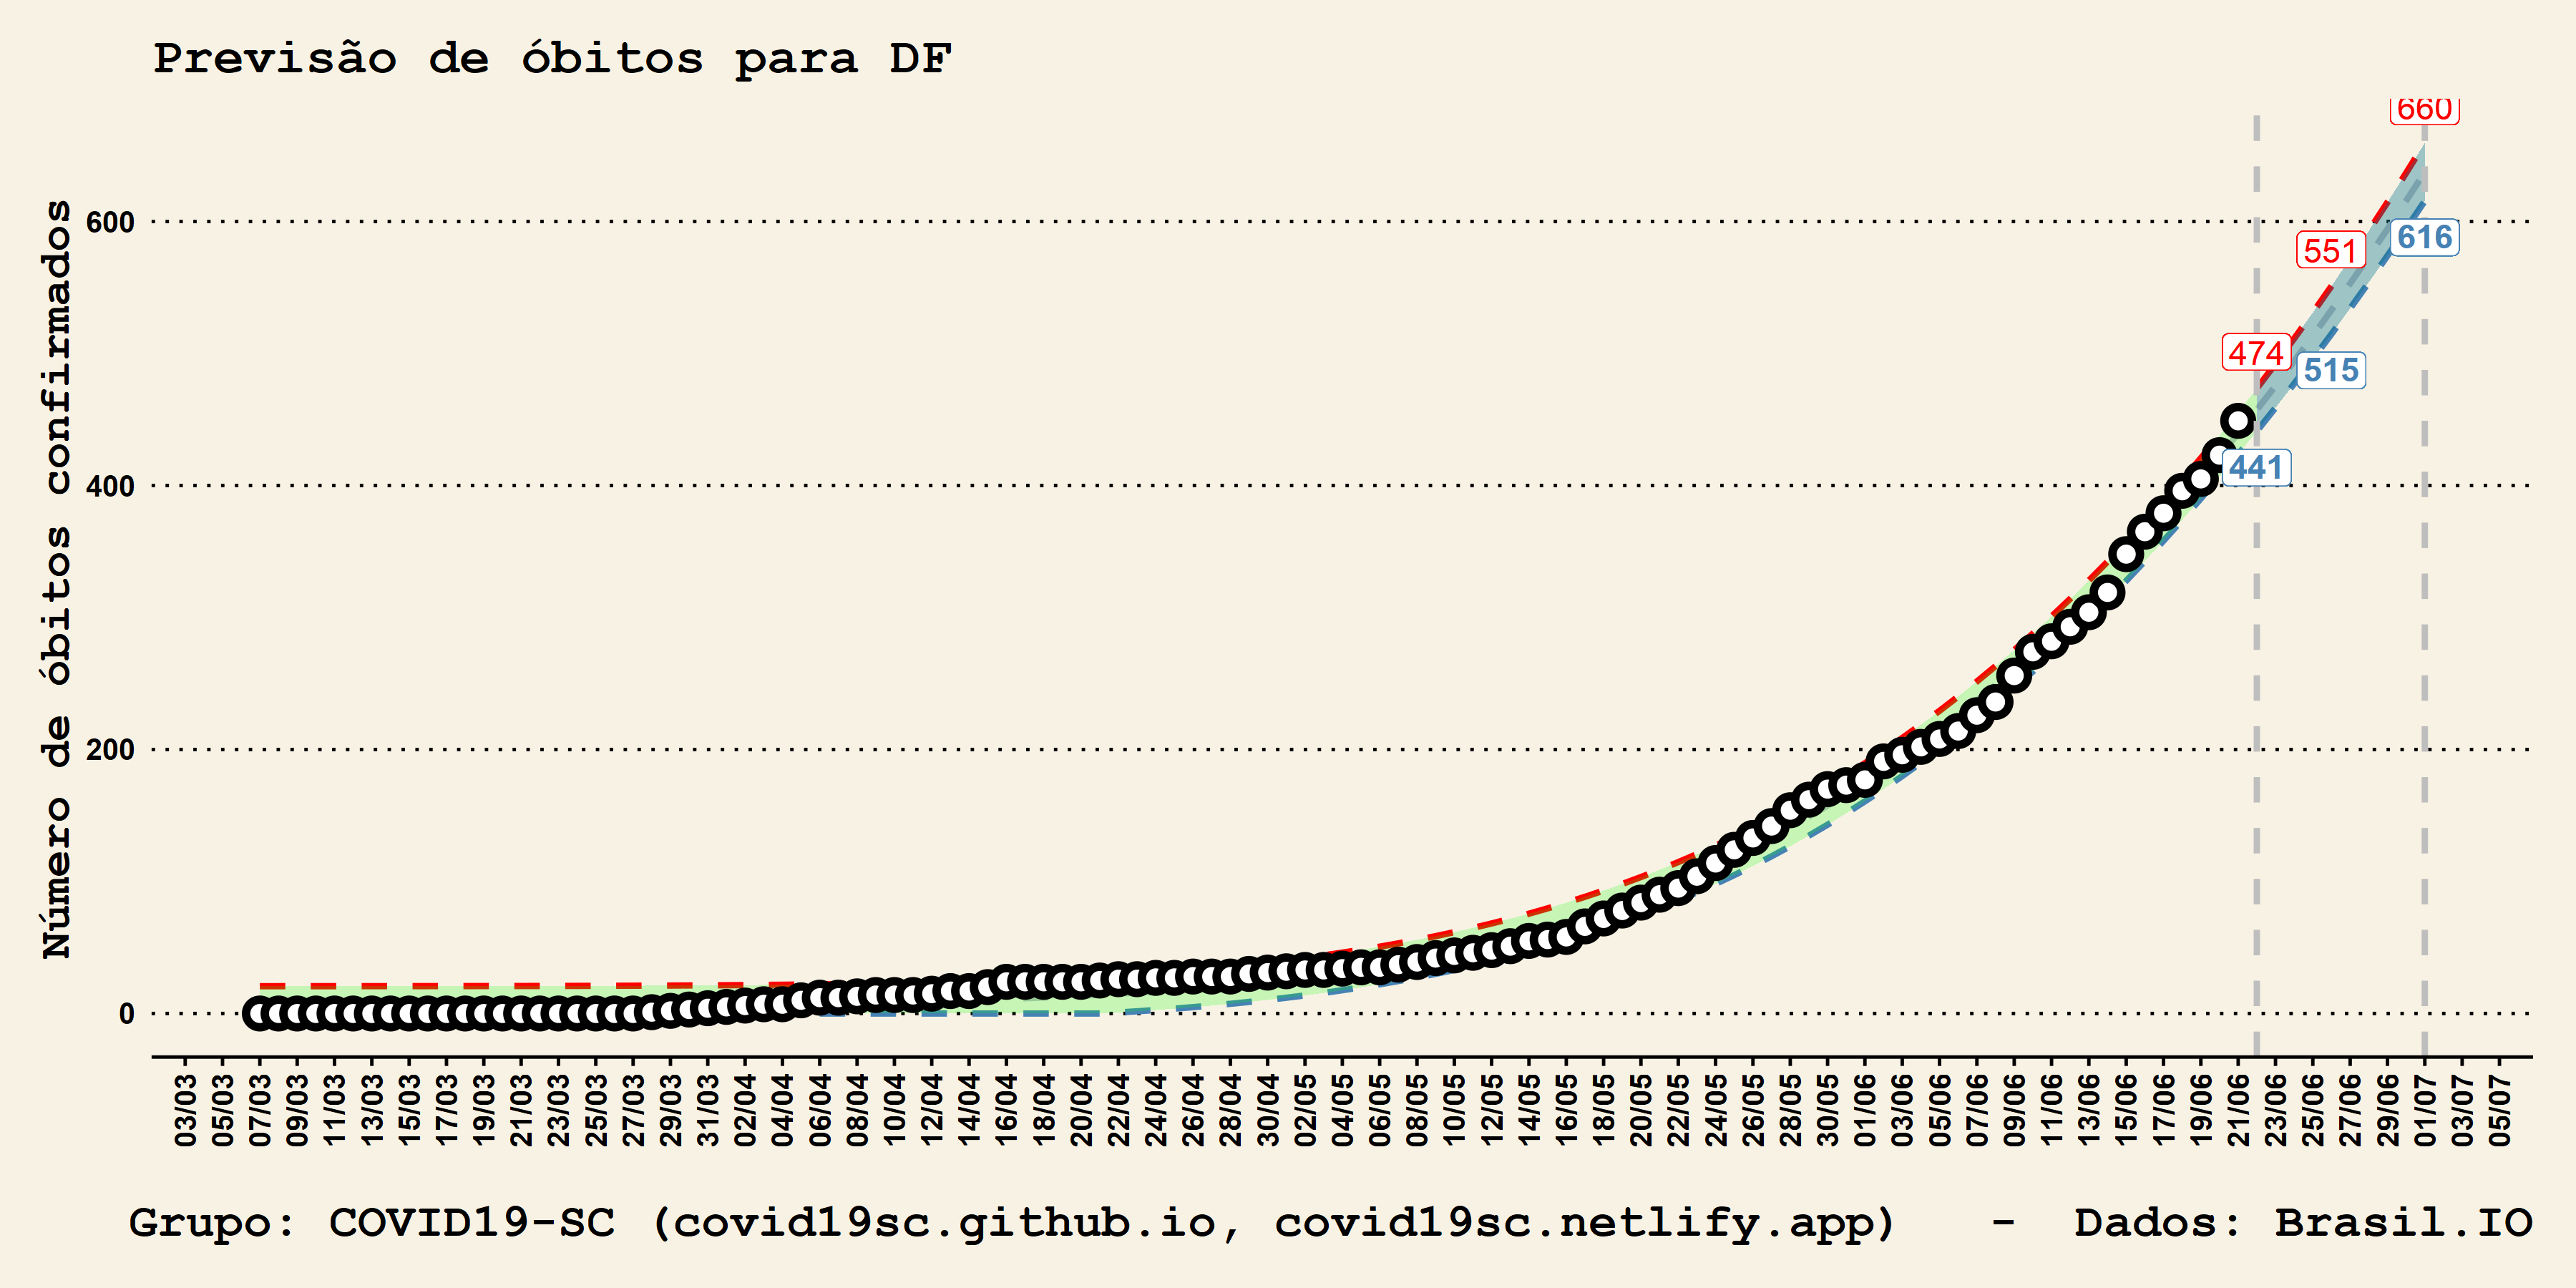 Previsão de óbitos para DF
Número de óbitos confirmados
600
400
200
0
660
616
551
515
474
441
03/03 05/03 07/03 09/03 11/03 13/03 15/03 17/03 19/03 21/03 23/03 25/03 27/03 29/03 31/03 02/04 04/04 06/04 08/04 10/04 12/04 14/04 16/04 18/04 20/04 22/04 24/04 26/04 28/04 30/04 02/05 04/05 06/05 08/05 10/05 12/05 14/05 16/05 18/05 20/05 22/05 24/05 26/05 28/05 30/05 01/06 03/06 05/06 07/06 09/06 11/06 13/06 15/06 17/06 19/06 21/06 23/06 25/06 27/06 29/06 01/07 03/07 05/07
Grupo: COVID19-SC (covid19sc.github.io, covid19sc.netlify.app) - Dados: Brasil.IO